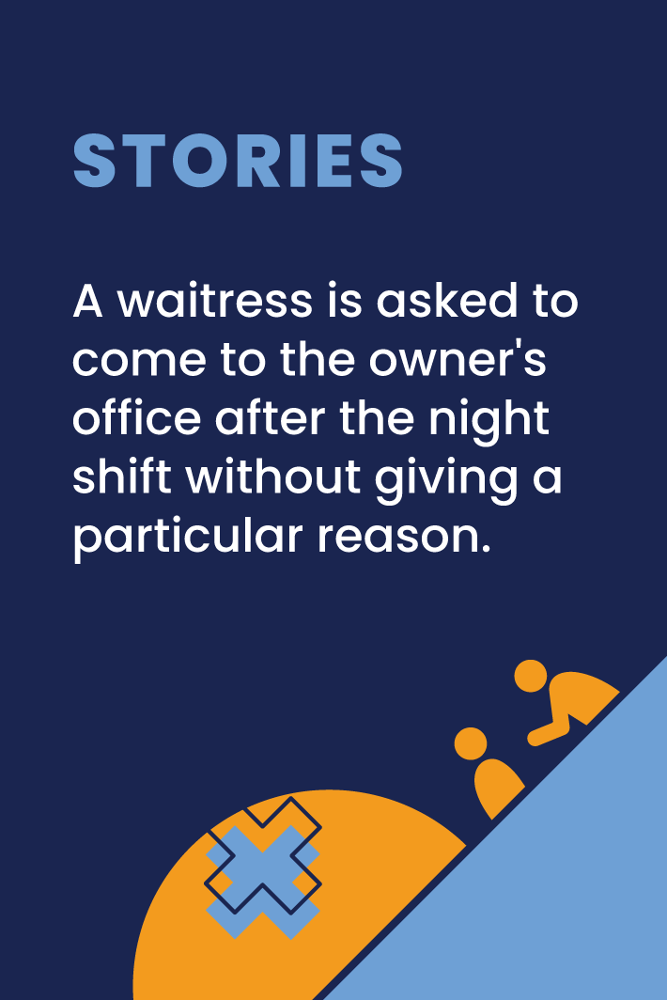 STORIES
A waitress is asked to
come to the owner's
office after the night
shift without giving a
particular reason.